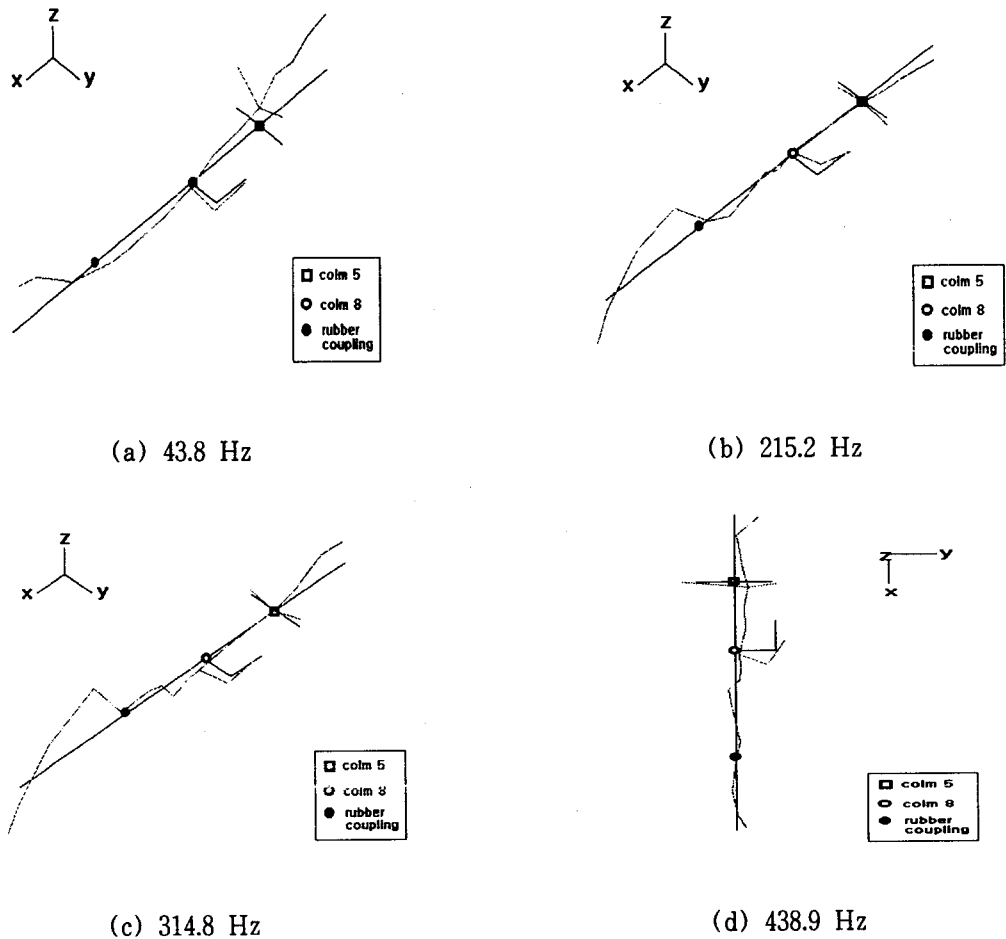 z
x
y
colm 5
colm 8
rubber
coupling
(a) 43.8 Hz
z
x
y
colm 5
colm 8
rubber
coupling
(b) 215.2 Hz
z
x
y
colm 5
colm 8
rubber
coupling
(c) 314.8 Hz
z
y
x
colm 5
colm 8
rubber
coupling
(d) 438.9 Hz